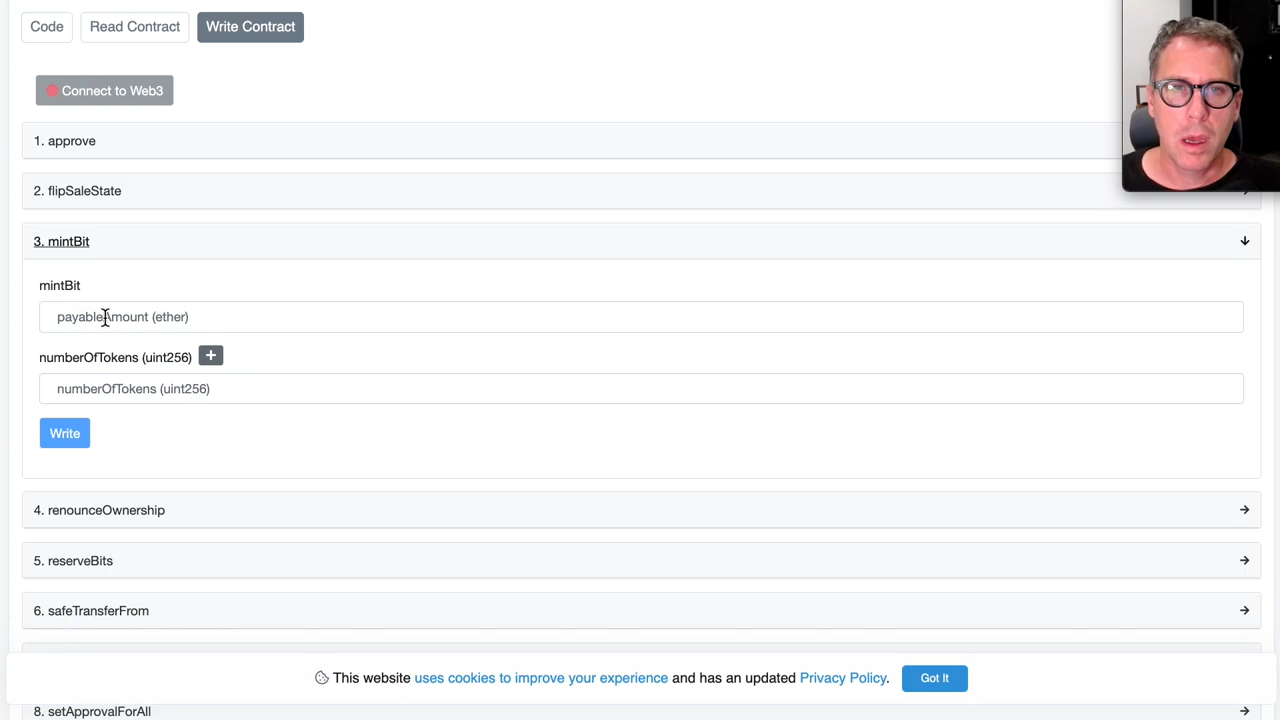 Code
Read Contract
Write Contract
Connect to Web3
1. approve
2. flipSaleState
3. mintBit
mintBit
payableAmount (ether)
numberOfTokens (uint256) +
numberOfTokens (uint256)
Write
4. renounceOwnership
5. reserveBits
6. safeTransferFrom
This website uses cookies to improve your experience and has an updated Privacy Policy. Got It
8. setApprovalForAll